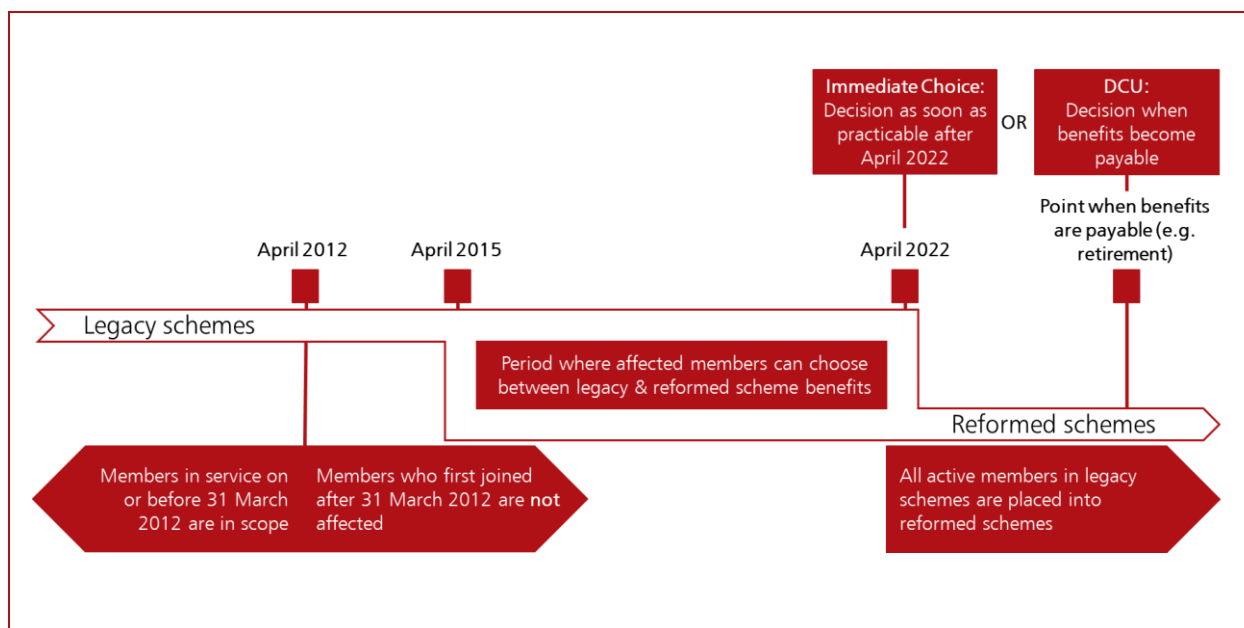 Immediate Choice:
Decision as soon as
practicable after
April 2022
OR
DCU:
Decision when
benefits become
payable
Point when benefits
are payable (e.g.
retirement)
April 2012
April 2015
April 2022
Legacy schemes
Period where affected members can choose
between legacy & reformed scheme benefits
Reformed schemes
Members in service on
or before 31 March
2012 are in scope
Members who first joined
after 31 March 2012 are not
affected
All active members in legacy
schemes are placed into
reformed schemes